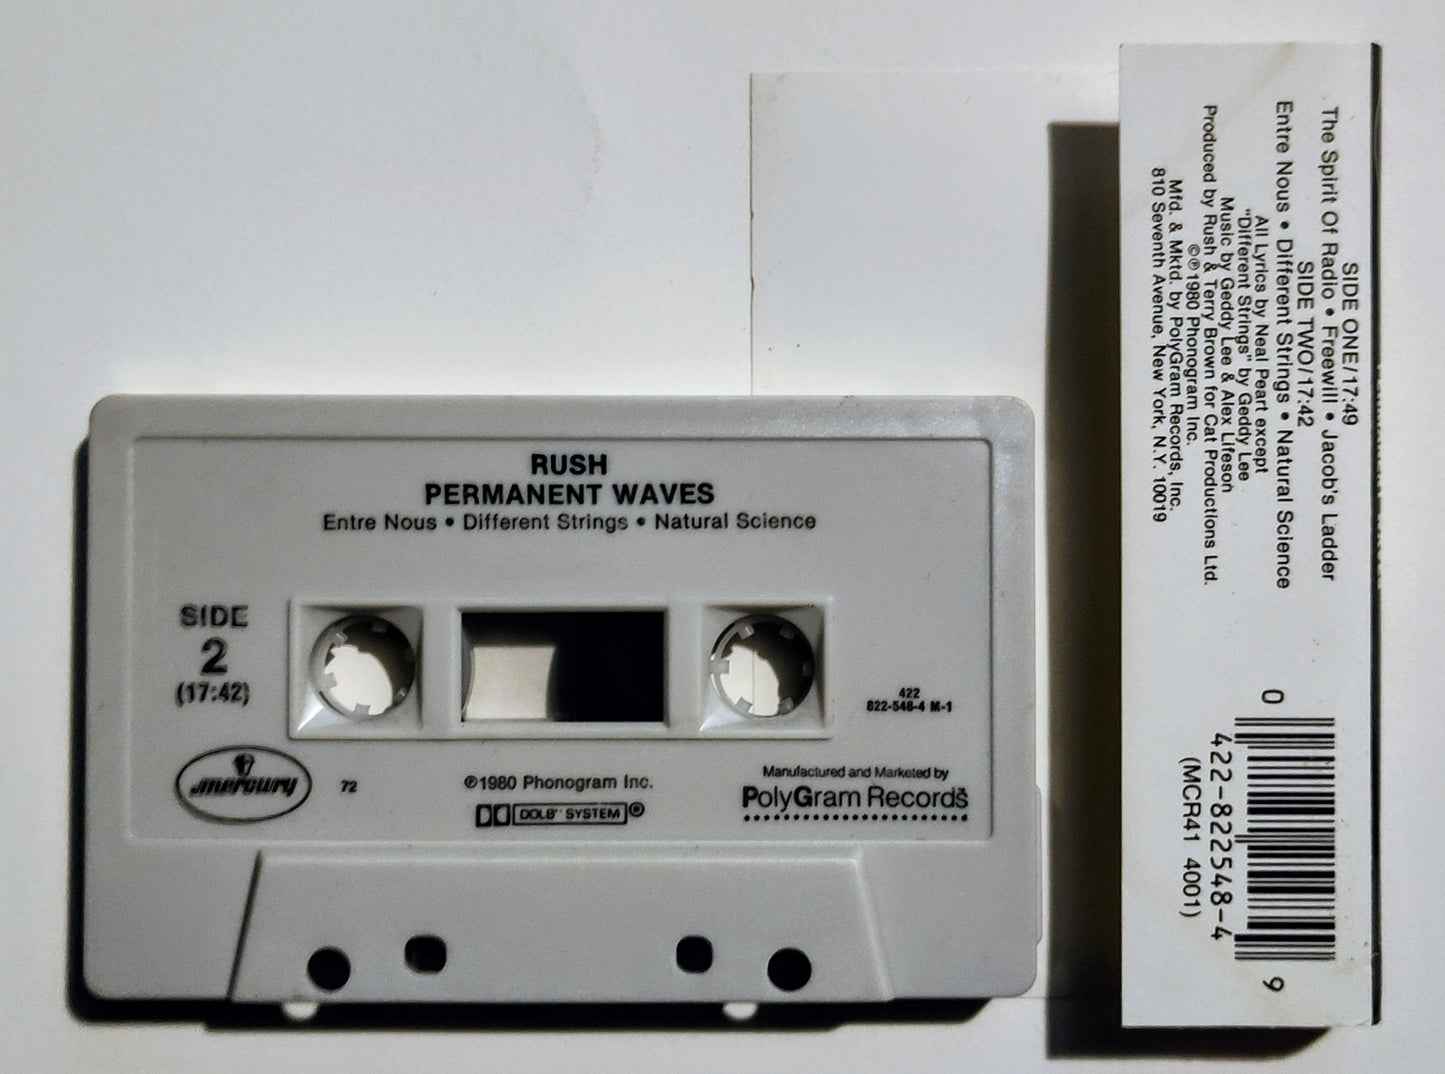 RUSH
PERMANENT WAVES
Entre Nous • Different Strings • Natural Science
SIDE
2
(17:42)
422
822-548-4 M-1
mercury
72
℗1980 Phonogram Inc.
DOLBY SYSTEM®
Manufactured and Marketed by
PolyGram Records
SIDE ONE/17:49
The Spirit Of Radio • Freewill • Jacob's Ladder
SIDE TWO/17:42
Entre Nous • Different Strings • Natural Science
All Lyrics by Neal Peart except
"Different Strings" by Geddy Lee
Music by Geddy Lee & Alex Lifeson
Produced by Rush & Terry Brown for Cat Productions Ltd.
©℗1980 Phonogram Inc.
Mfd. & Mktd. by PolyGram Records, Inc.
810 Seventh Avenue, New York, N.Y. 10019
0
9
422-822548-4
(MCR41 4001)